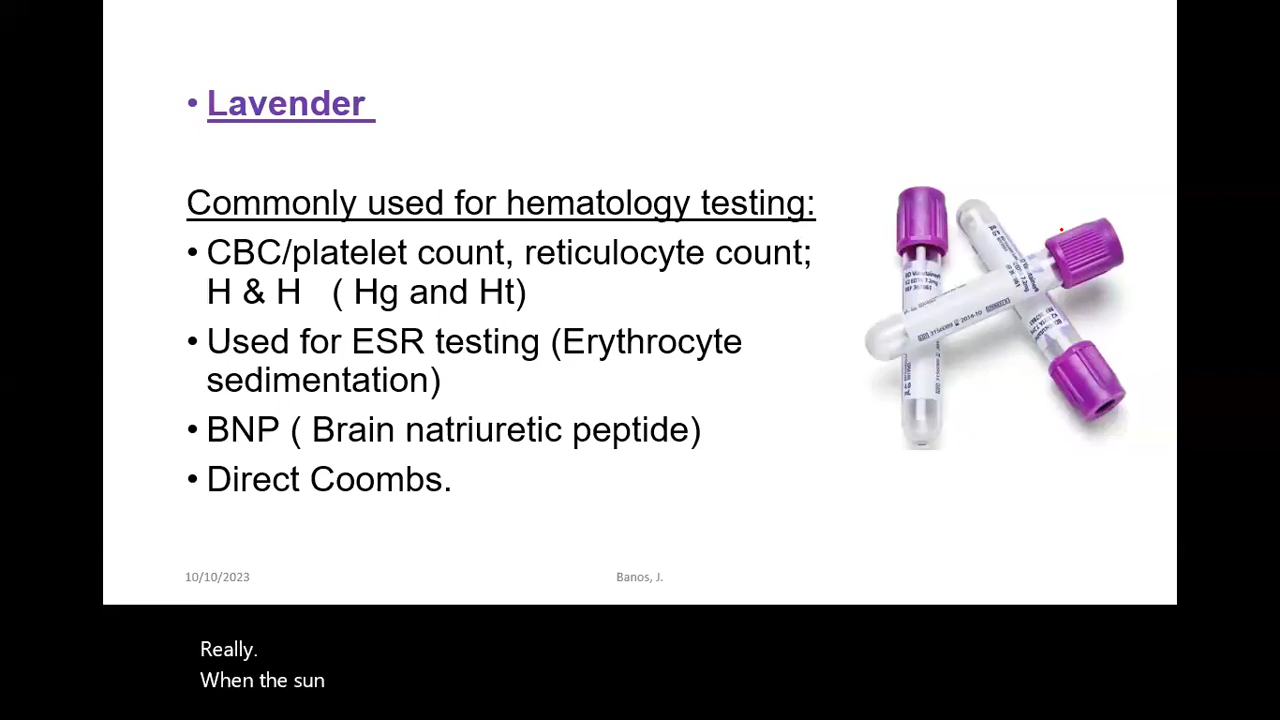 • Lavender
Commonly used for hematology testing:
• CBC/platelet count, reticulocyte count;
H & H ( Hg and Ht)
• Used for ESR testing (Erythrocyte
sedimentation)
• BNP ( Brain natriuretic peptide)
• Direct Coombs.
10/10/2023
Banos, J.
Really.
When the sun